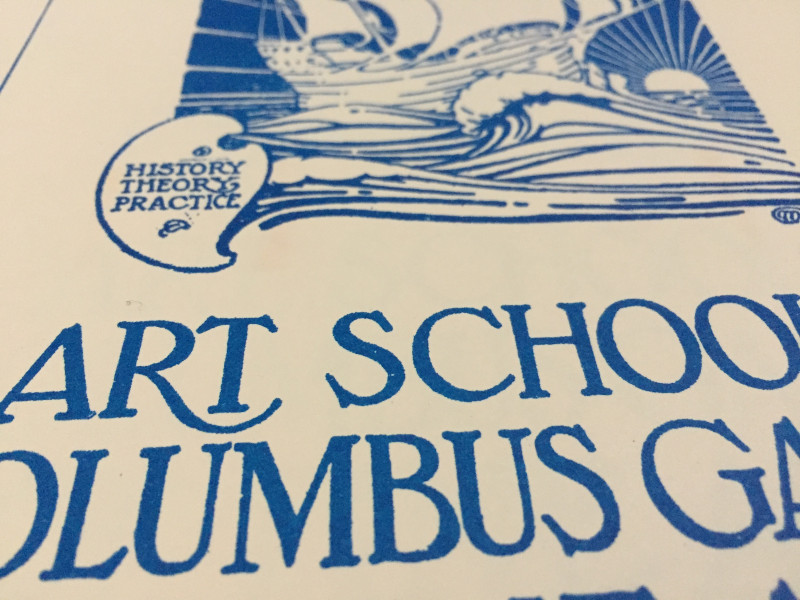 HISTORY
THEORY,
PRACTICE
ART SCHOO
OLUMBUS GA